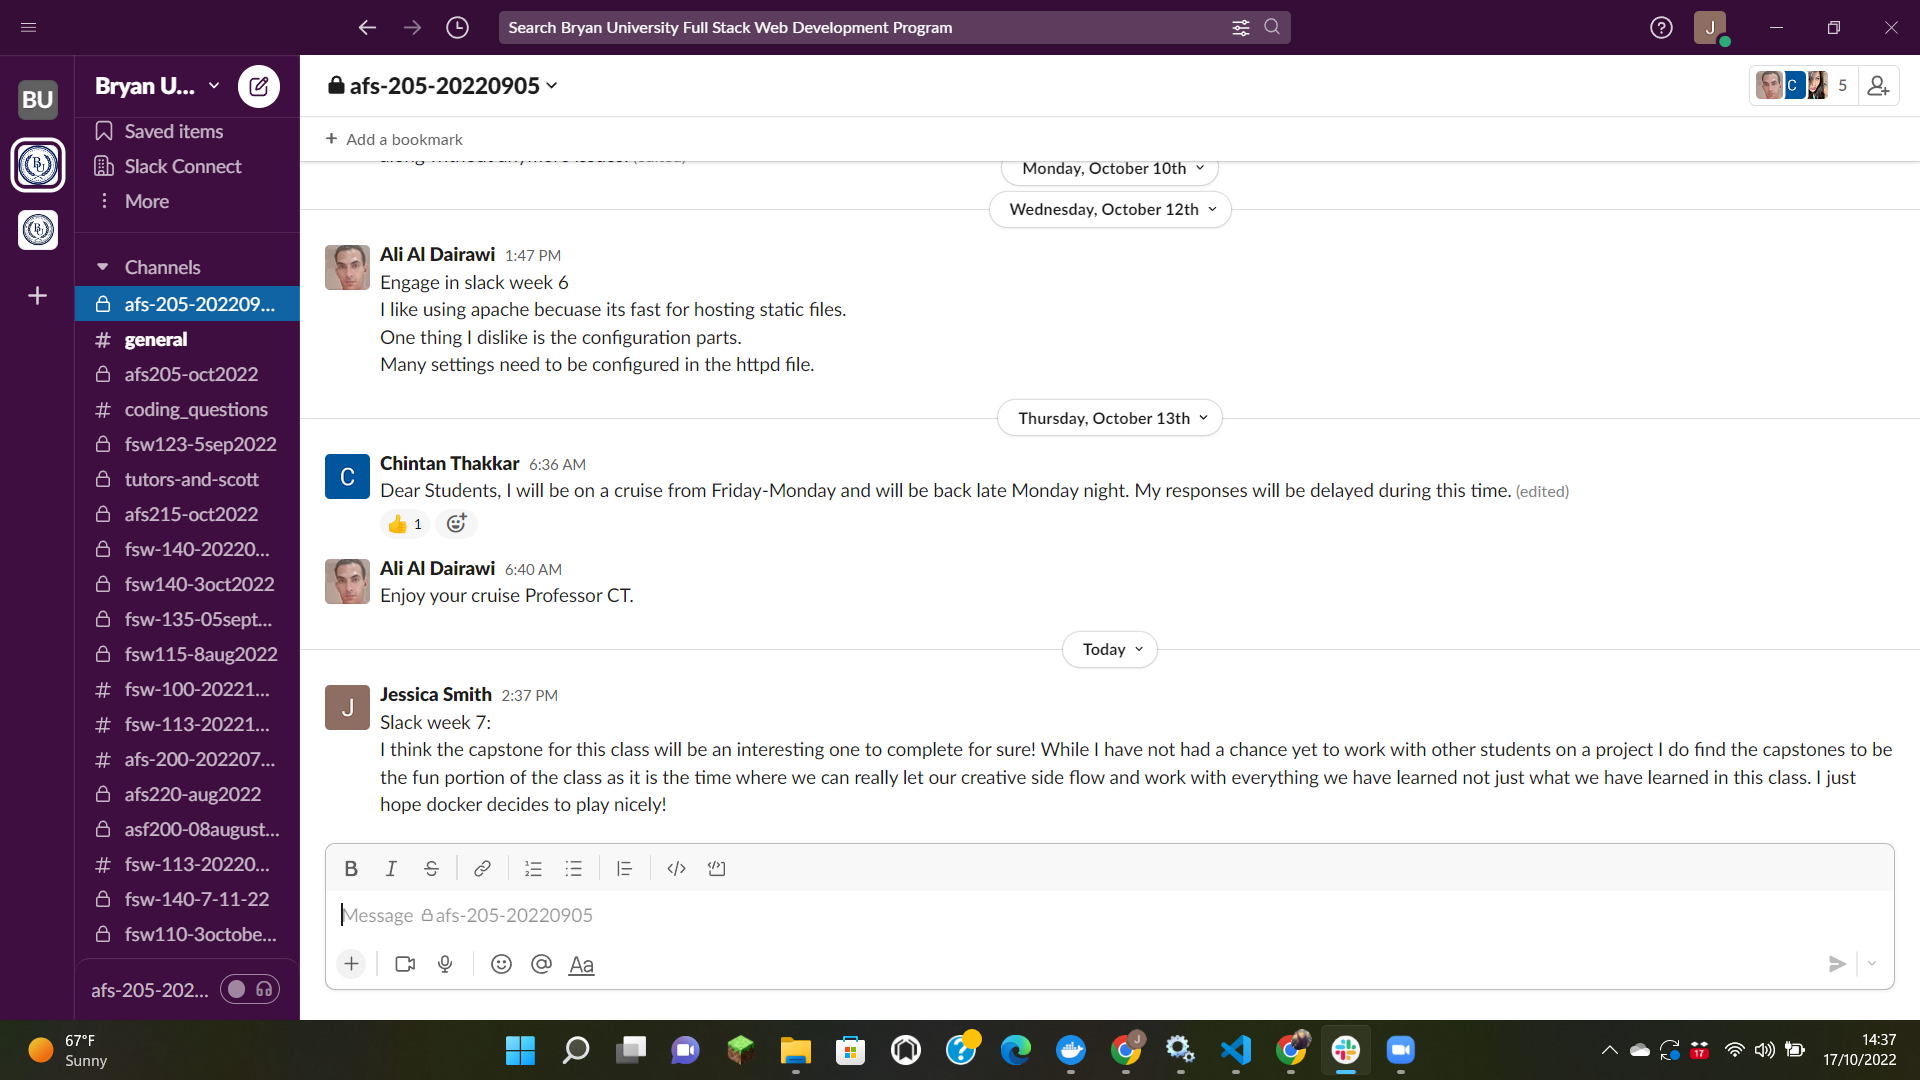 Search Bryan University Full Stack Web Development Program
J
BU
Bryan U...
Saved items
Slack Connect
More
Channels
afs-205-202209...
general
afs205-oct2022
coding_questions
fsw123-5sep2022
tutors-and-scott
afs215-oct2022
fsw-140-20220...
fsw140-3oct2022
fsw-135-05sept...
fsw115-8aug2022
fsw-100-20221...
fsw-113-20221...
afs-200-202207...
afs220-aug2022
asf200-08august...
fsw-113-20220...
fsw-140-7-11-22
fsw110-3octobe...
afs-205-202...
afs-205-20220905
C
5
+ Add a bookmark
Monday, October 10th
Wednesday, October 12th
Ali Al Dairawi 1:47 PM
Engage in slack week 6
I like using apache becuase its fast for hosting static files.
One thing I dislike is the configuration parts.
Many settings need to be configured in the httpd file.
Thursday, October 13th
C
Chintan Thakkar 6:36 AM
Dear Students, I will be on a cruise from Friday-Monday and will be back late Monday night. My responses will be delayed during this time. (edited)
1
Ali Al Dairawi 6:40 AM
Enjoy your cruise Professor CT.
Today
J
Jessica Smith 2:37 PM
Slack week 7:
I think the capstone for this class will be an interesting one to complete for sure! While I have not had a chance yet to work with other students on a project I do find the capstones to be
the fun portion of the class as it is the time where we can really let our creative side flow and work with everything we have learned not just what we have learned in this class. I just
hope docker decides to play nicely!
B I S
Message afs-205-20220905
Aa
67°F
Sunny
J
17
14:37
17/10/2022